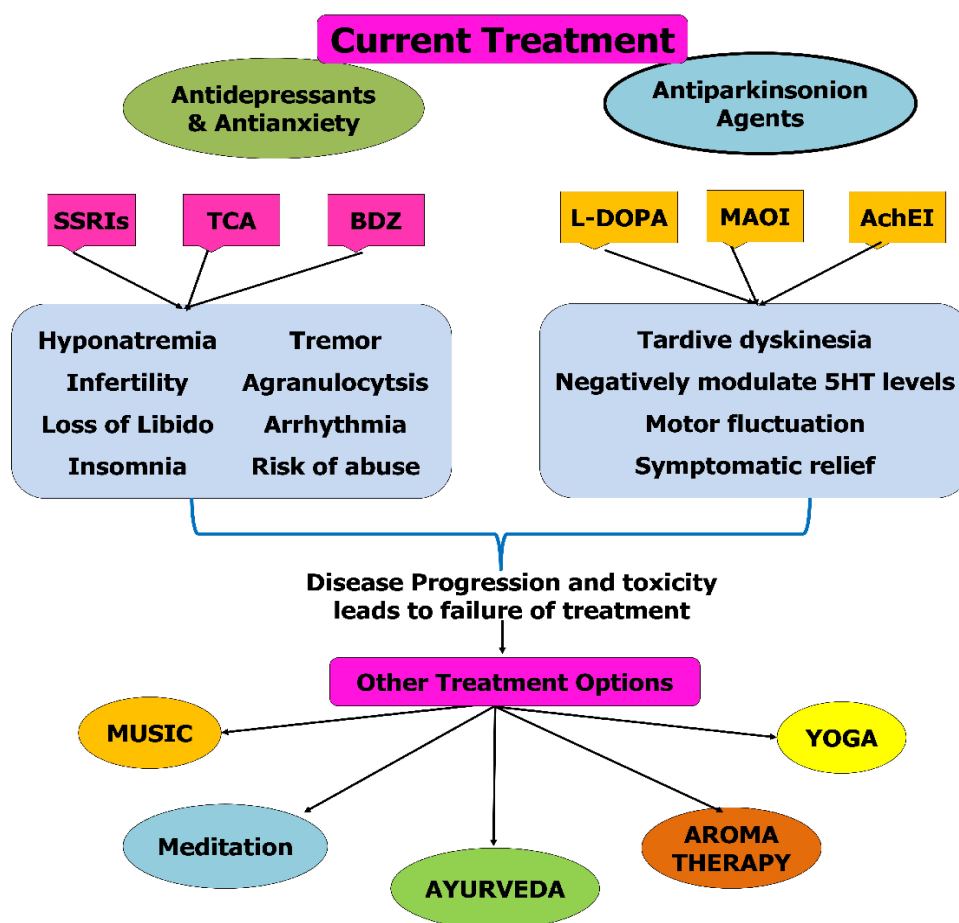 Current Treatment
Antidepressants
& Antianxiety
Antiparkinsonion
Agents
SSRIs
TCA
BDZ
L-DOPA
MAOI
AchEI
Hyponatremia
Tremor
Infertility
Agranulocytsis
Loss of Libido
Arrhythmia
Insomnia
Risk of abuse
Tardive dyskinesia
Negatively modulate 5HT levels
Motor fluctuation
Symptomatic relief
Disease Progression and toxicity
leads to failure of treatment
Other Treatment Options
MUSIC
YOGA
Meditation
AROMA
THERAPY
AYURVEDA